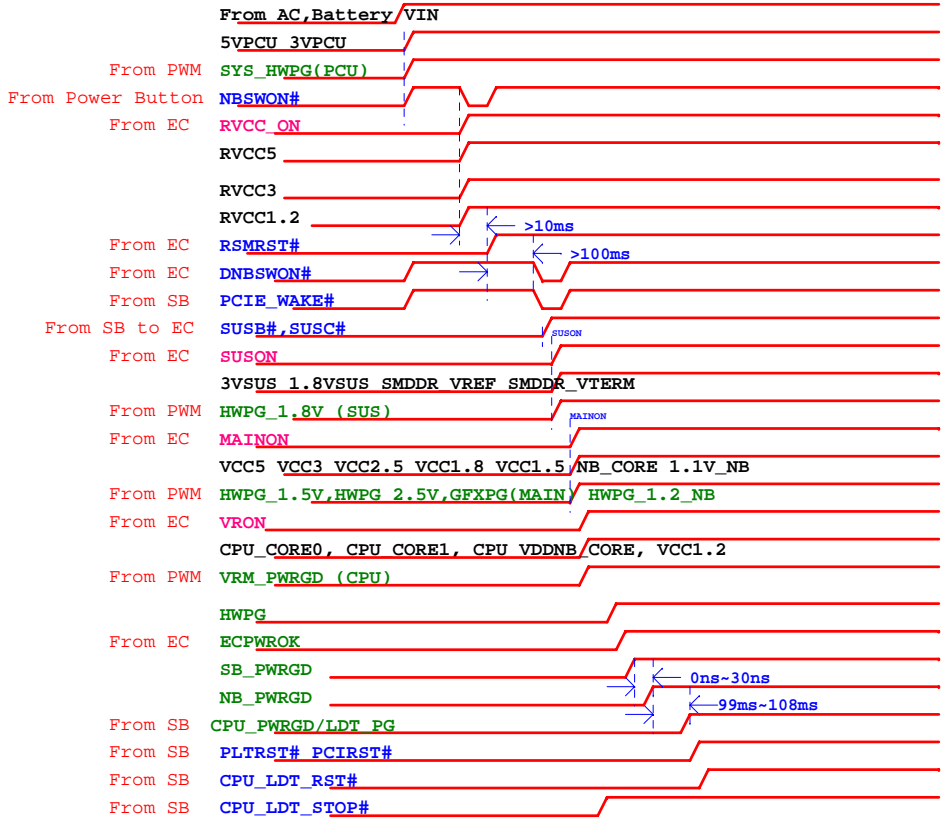 From AC,Battery VIN
5VPCU 3VPCU
From PWM SYS_HWPG(PCU)
From Power Button NBSWON#
From EC RVCC_ON
RVCC5
RVCC3
RVCC1.2
>10ms
From EC RSMRST#
>100ms
From EC DNBSWON#
From SB PCIE_WAKE#
From SB to EC SUSB#,SUSC#
SUSON
From EC SUSON
3VSUS 1.8VSUS SMDDR_VREF SMDDR_VTERM
From PWM HWPG_1.8V (SUS)
MAINON
From EC MAINON
VCC5 VCC3 VCC2.5 VCC1.8 VCC1.5 NB_CORE 1.1V_NB
From PWM HWPG_1.5V,HWPG_2.5V,GFXPG(MAIN) HWPG_1.2_NB
From EC VRON
CPU_CORE0, CPU_CORE1, CPU_VDDNB_CORE, VCC1.2
From PWM VRM_PWRGD (CPU)
HWPG
From EC ECPWROK
SB_PWRGD
0ns~30ns
NB_PWRGD
99ms~108ms
From SB CPU_PWRGD/LDT_PG
From SB PLTRST# PCIRST#
From SB CPU_LDT_RST#
From SB CPU_LDT_STOP#